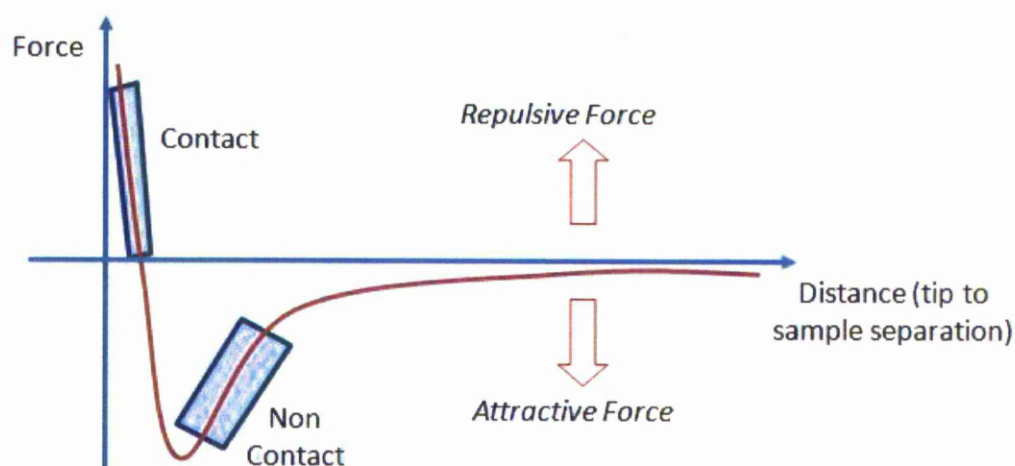 Force
Contact
Repulsive Force
Distance (tip to
sample separation)
Attractive Force
Non
Contact